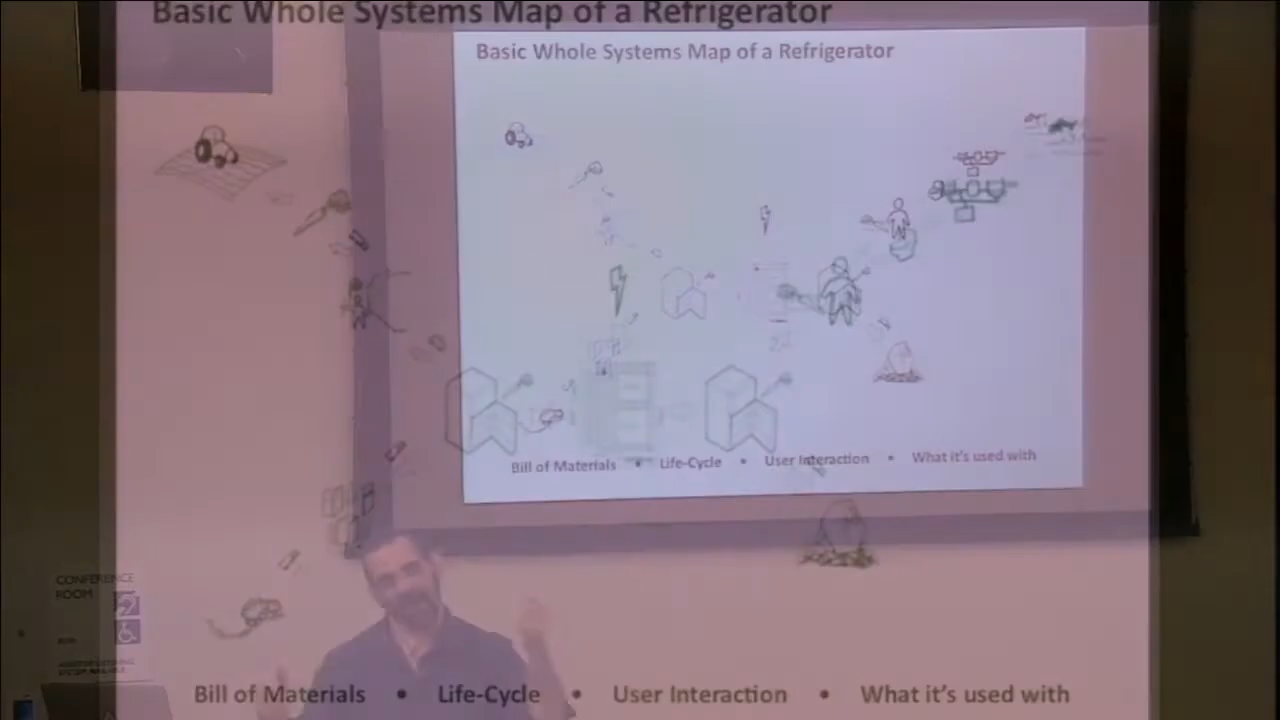 Basic Whole Systems Map of a Refrigerator
Basic Whole Systems Map of a Refrigerator
Bill of Materials • Life-Cycle • User Interaction • What it's used with
CONFERENCE
ROOM
Bill of Materials • Life-Cycle • User Interaction • What it's used with